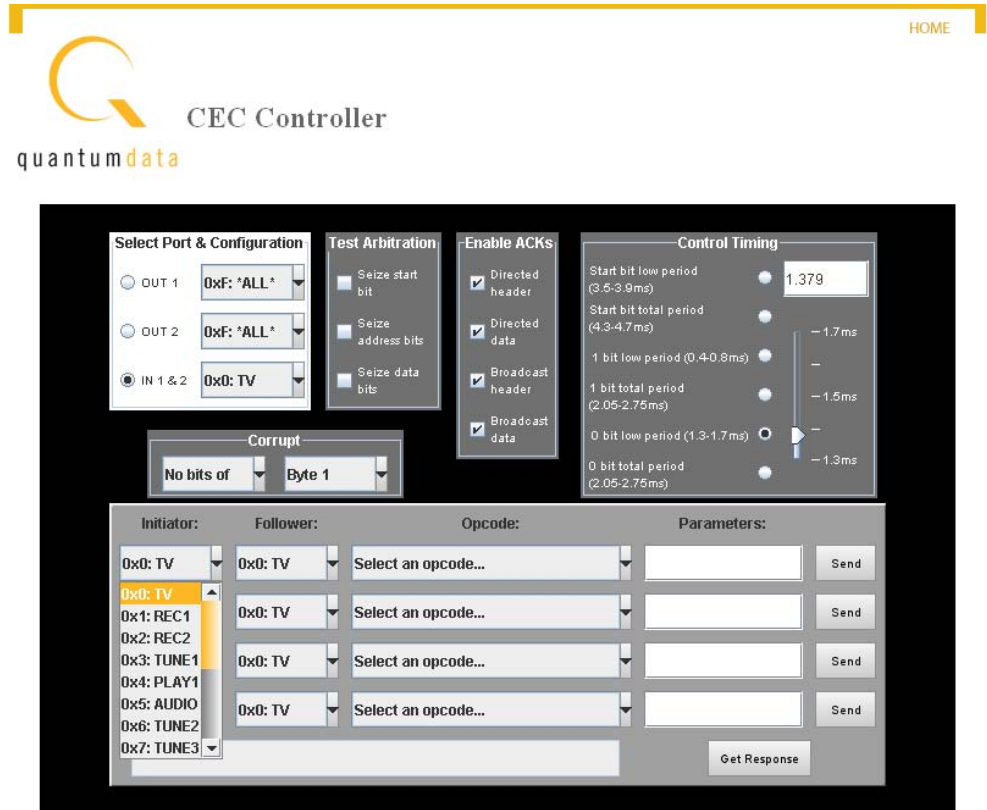 HOME
CEC Controller
quantumdata
Select Port & Configuration
OUT 1
0xF: *ALL*
OUT 2
0xF: *ALL*
IN 1 & 2
0x0: TV
Test Arbitration
Seize start
bit
Seize
address bits
Seize data
bits
Enable ACKs
Directed
header
Directed
data
Broadcast
header
Broadcast
data
Control Timing
Start bit low period
(3.5-3.9ms)
1.379
Start bit total period
(4.3-4.7ms)
1 bit low period (0.4-0.8ms)
1 bit total period
(2.05-2.75ms)
0 bit low period (1.3-1.7ms)
0 bit total period
(2.05-2.75ms)
1.7ms
1.5ms
1.3ms
Corrupt
No bits of
Byte 1
Initiator: Follower: Opcode: Parameters:
0x0: TV 0x0: TV Select an opcode... Send
0x0: TV
0x1: REC1
0x2: REC2
0x3: TUNE1
0x4: PLAY1
0x5: AUDIO
0x6: TUNE2
0x7: TUNE3
0x0: TV Select an opcode... Send
0x0: TV Select an opcode... Send
0x0: TV Select an opcode... Send
Get Response